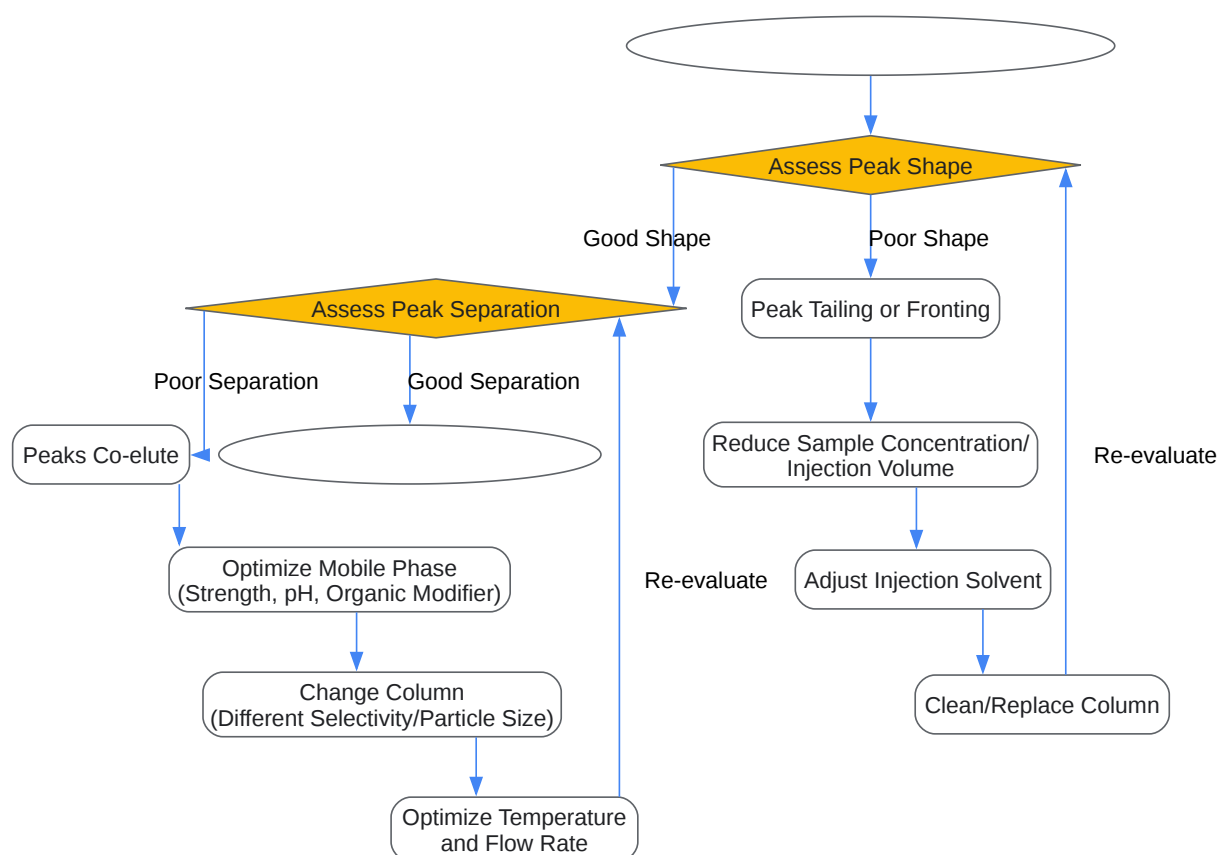 Assess Peak Shape
Good Shape
Poor Shape
Assess Peak Separation
Peak Tailing or Fronting
Poor Separation
Good Separation
Peaks Co-elute
Reduce Sample Concentration/
Injection Volume
Re-evaluate
Optimize Mobile Phase
(Strength, pH, Organic Modifier)
Re-evaluate
Adjust Injection Solvent
Change Column
(Different Selectivity/Particle Size)
Clean/Replace Column
Optimize Temperature
and Flow Rate